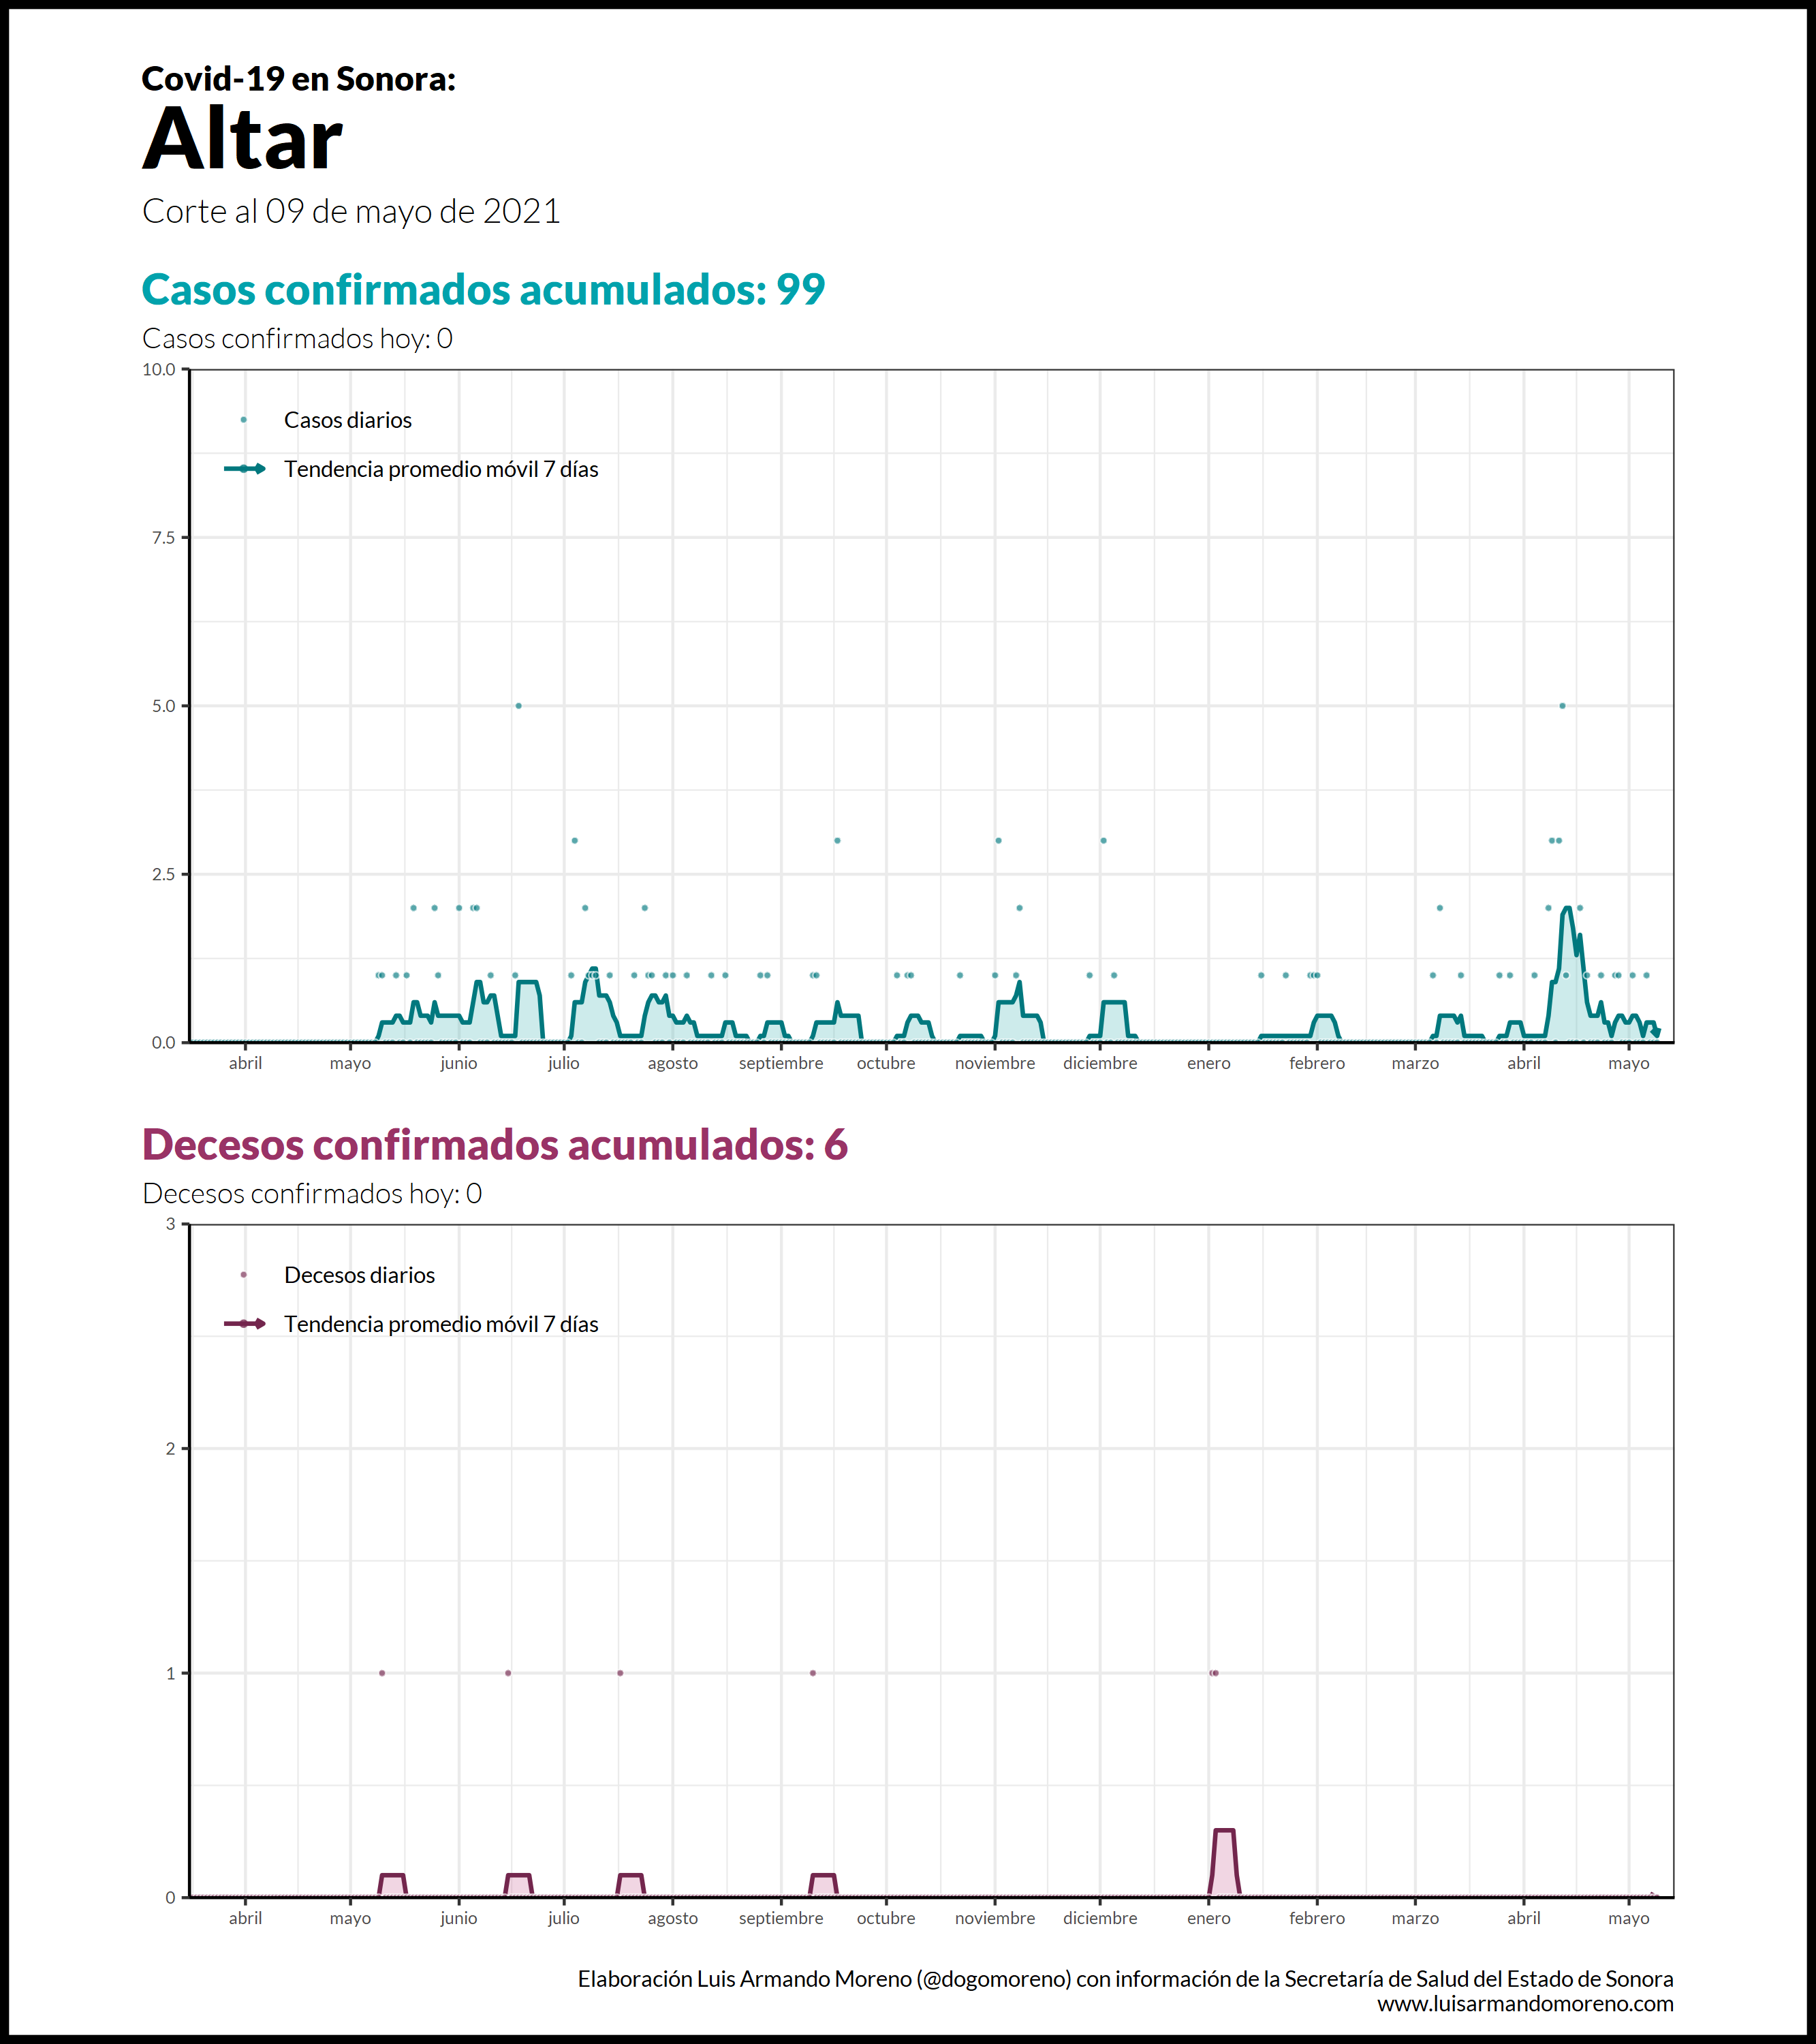 Covid-19 en Sonora:
Altar
Corte al 09 de mayo de 2021
Casos confirmados acumulados: 99
Casos confirmados hoy: 0
10.0
Casos diarios
Tendencia promedio móvil 7 días
7.5
5.0
2.5
0.0
abril mayo junio julio agosto septiembre octubre noviembre diciembre enero febrero marzo abril mayo
Decesos confirmados acumulados: 6
Decesos confirmados hoy: 0
3
Decesos diarios
Tendencia promedio móvil 7 días
2
1
0
abril mayo junio julio agosto septiembre octubre noviembre diciembre enero febrero marzo abril mayo
Elaboración Luis Armando Moreno (@dogomoreno) con información de la Secretaría de Salud del Estado de Sonora
www.luisarmandomoreno.com